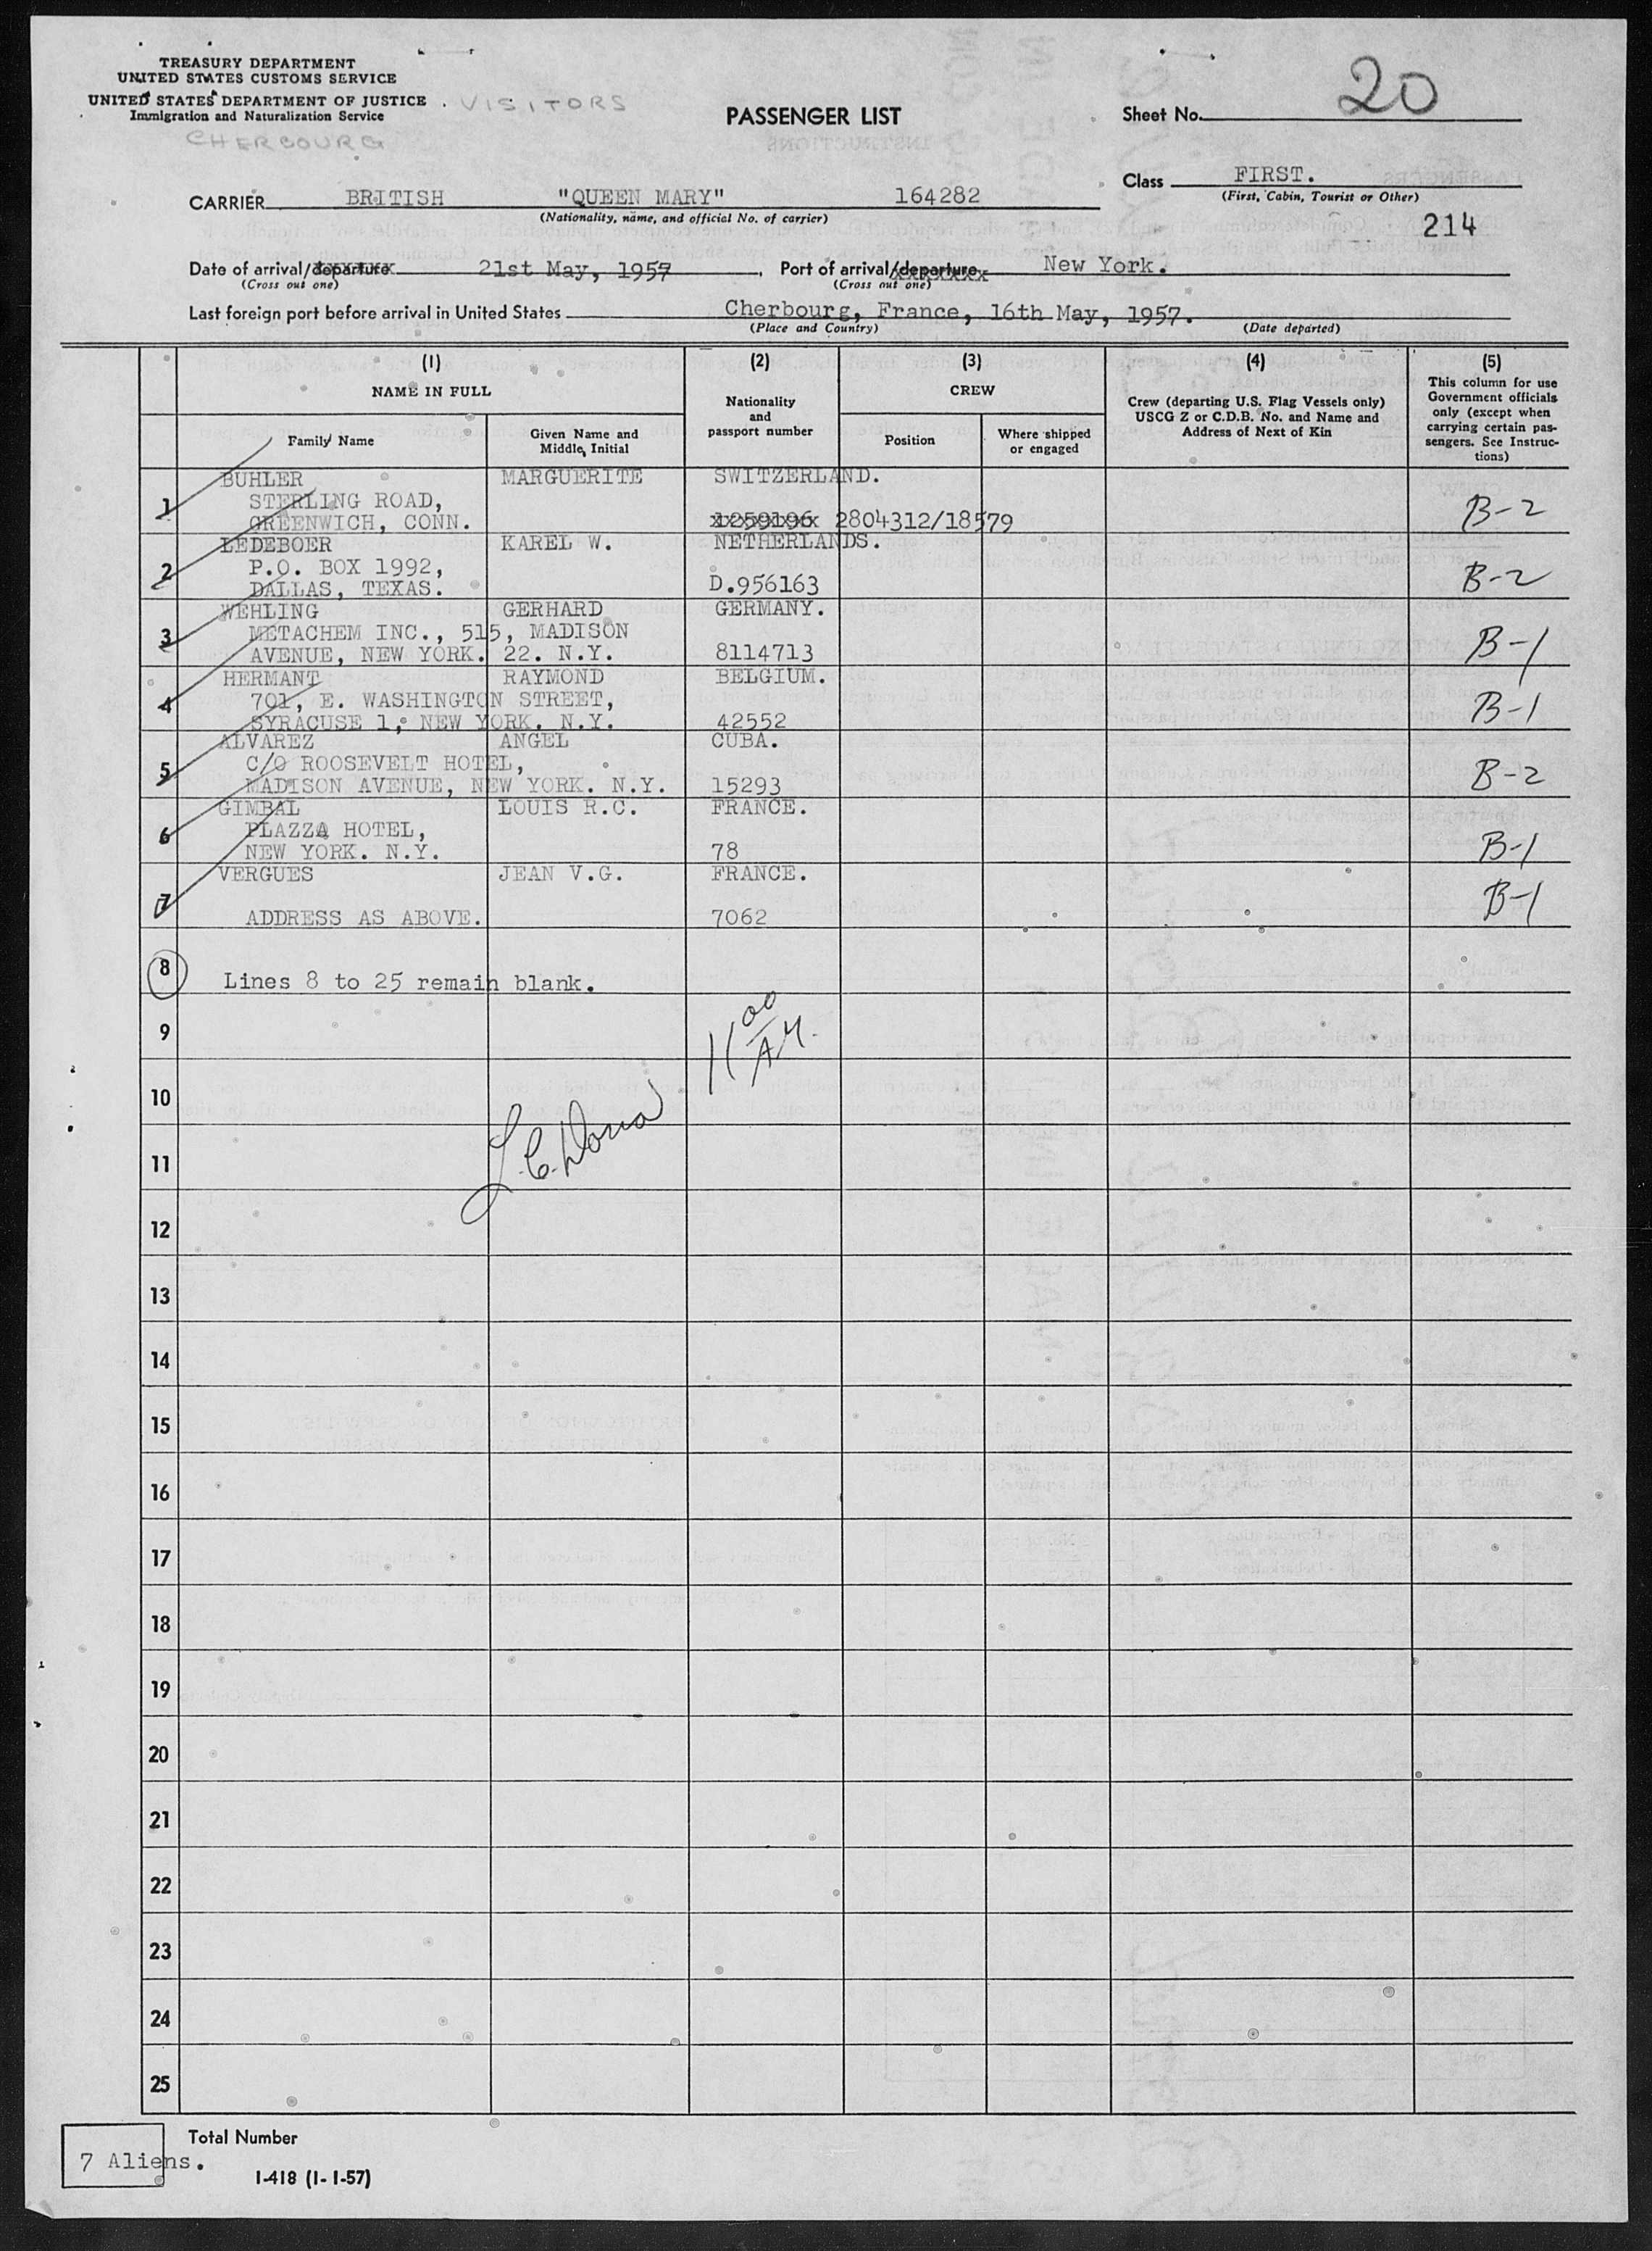 TREASURY DEPARTMENT
UNITED STATES CUSTOMS SERVICE
UNITED STATES DEPARTMENT OF JUSTICE
Immigration and Naturalization Service
VISITORS
CHERBOURG
PASSENGER LIST
Sheet No. 20
Class FIRST.
(First, Cabin, Tourist or Other)
214
CARRIER BRITISH "QUEEN MARY" 164282
(Nationality, name, and official No. of carrier)
Date of arrival/departure 21st May, 1957. Port of arrival/departure New York.
(Cross out one) (Cross out one)
Last foreign port before arrival in United States Cherbourg, France, 16th May, 1957.
(Place and Country) (Date departed)
(1) (2) (3) (4) (5)
NAME IN FULL
Family Name
Given Name and Middle Initial
Nationality and passport number
CREW
Position
Where shipped or engaged
Crew (departing U.S. Flag Vessels only)
USCG Z or C.D.B. No. and Name and
Address of Next of Kin
This column for use
Government officials
only (except when
carrying certain pas-
sengers. See Instruc-
tions)
1 BUHLER MARGUERITE SWITZERLAND.
STERLING ROAD,
GREENWICH, CONN. 1259196 2804312/18579 B-2
2 LEDEBOER KAREL W. NETHERLANDS.
P.O. BOX 1992,
DALLAS, TEXAS. D.956163 B-2
3 WEHLING GERHARD GERMANY.
METACHEM INC., 515, MADISON
AVENUE, NEW YORK. 22. N.Y. 8114713 B-1
4 HERMANT RAYMOND BELGIUM.
701, E. WASHINGTON STREET,
SYRACUSE 1, NEW YORK. N.Y. 42552 B-1
5 ALVAREZ ANGEL CUBA.
C/O ROOSEVELT HOTEL,
MADISON AVENUE, NEW YORK. N.Y. 15293 B-2
6 GIMBAL LOUIS R.C. FRANCE.
PLAZZA HOTEL,
NEW YORK. N.Y. 78 B-1
7 VERGUES JEAN V.G. FRANCE.
ADDRESS AS ABOVE. 7062 B-1
8 Lines 8 to 25 remain blank.
9
11 00 A.M.
10
11
12
13
14
15
16
17
18
19
20
21
22
23
24
25
Total Number
7 Aliens.
I-418 (1-1-57)